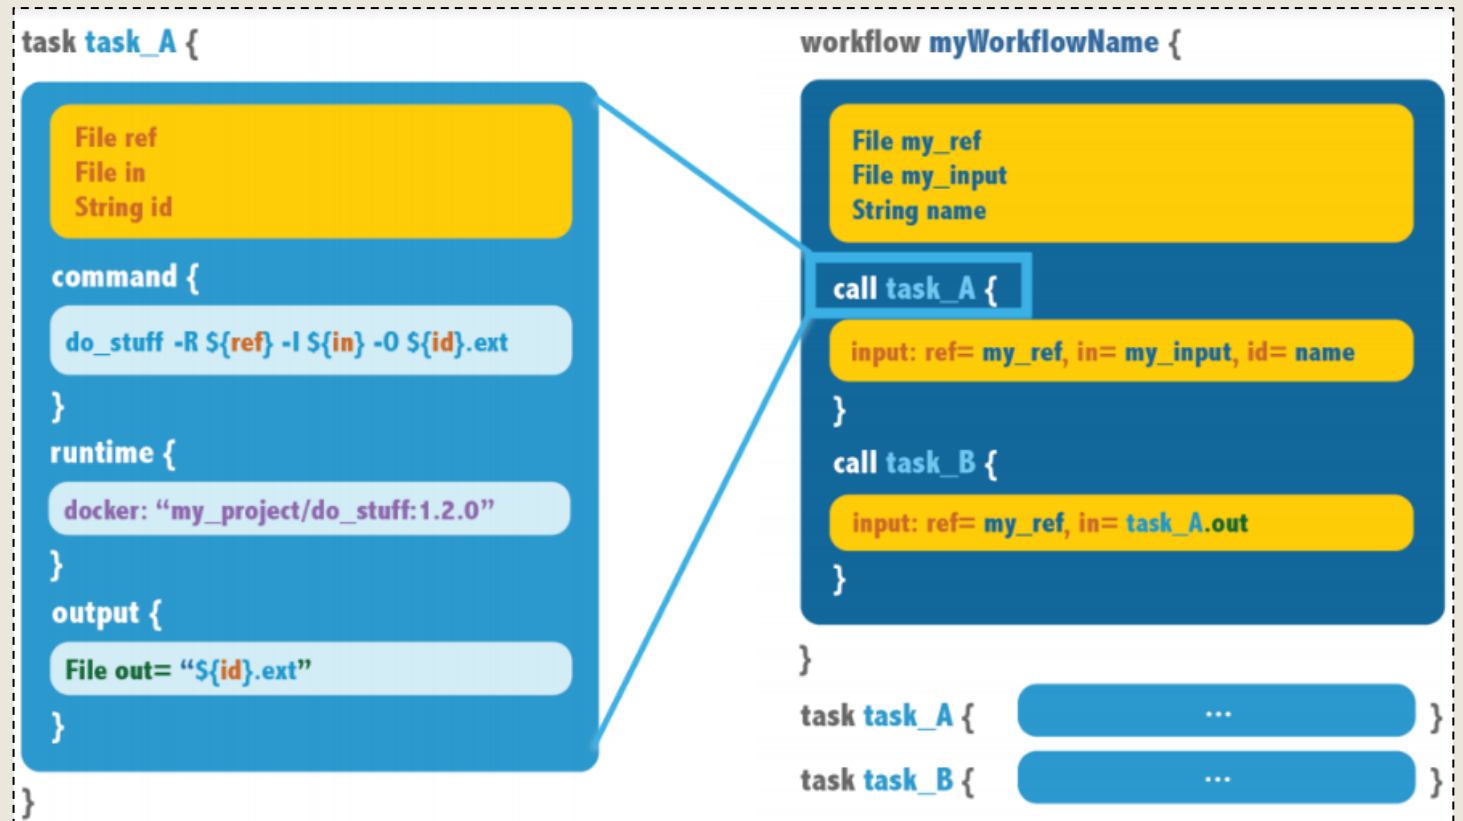 task task_A {
File ref
File in
String id
command {
do_stuff -R ${ref} -I ${in} -O ${id}.ext
}
runtime {
docker: “my_project/do_stuff:1.2.0”
}
output {
File out= “${id}.ext”
}
}
workflow myWorkflowName {
File my_ref
File my_input
String name
call task_A {
input: ref= my_ref, in= my_input, id= name
}
call task_B {
input: ref= my_ref, in= task_A.out
}
}
task task_A { ... }
task task_B { ... }